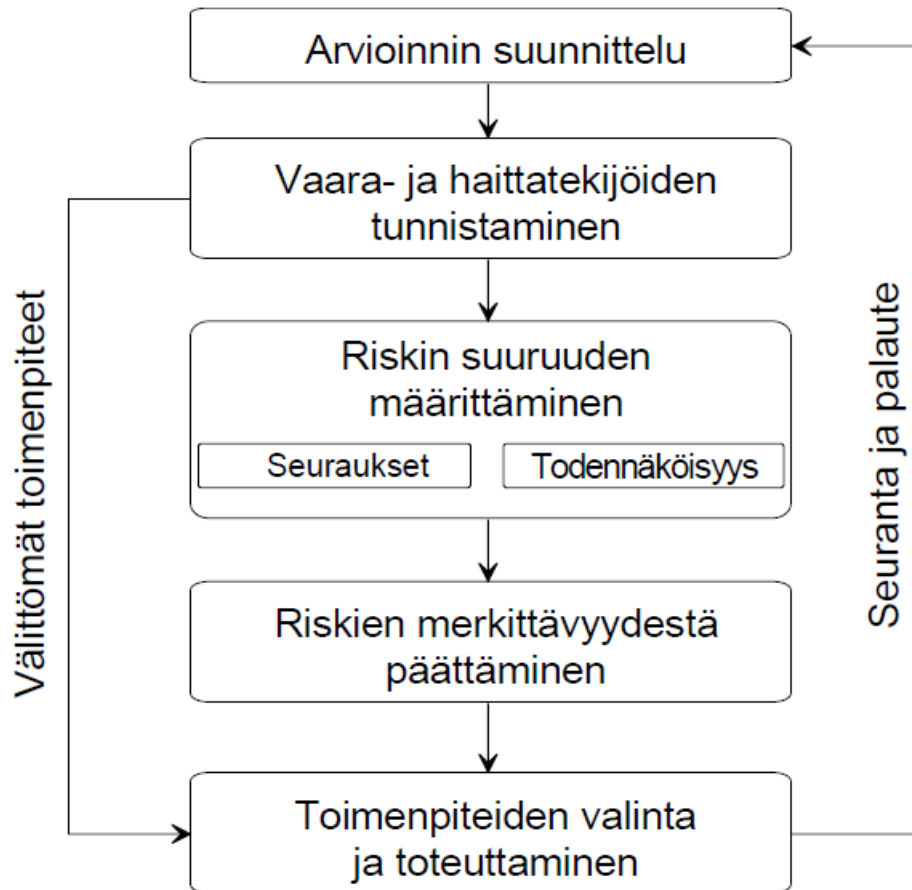 Arvioinnin suunnittelu
Vaara- ja haittatekijöiden
tunnistaminen
Riskin suuruuden
määrittäminen
Seuraukset
Todennäköisyys
Riskien merkittävyydestä
päättäminen
Toimenpiteiden valinta
ja toteuttaminen
Välittömät toimenpiteet
Seuranta ja palaute